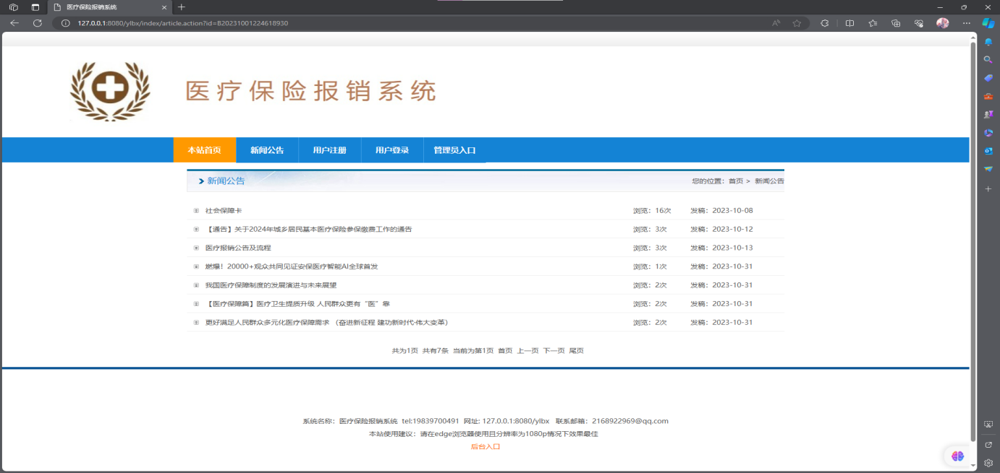 医疗保险报销系统
127.0.0.1:8080/ylbx/index/article.action?id=B20231001224618930
医疗保险报销系统
本站首页 新闻公告 用户注册 用户登录 管理员入口
新闻公告 您的位置：首页 > 新闻公告
社会保障卡 浏览：16次 发稿：2023-10-08
【通告】关于2024年城乡居民基本医疗保险参保缴费工作的通告 浏览：3次 发稿：2023-10-12
医疗报销公告及流程 浏览：3次 发稿：2023-10-13
燃爆！20000+观众共同见证安保医疗智能AI全球首发 浏览：1次 发稿：2023-10-31
我国医疗保障制度的发展演进与未来展望 浏览：2次 发稿：2023-10-31
【医疗保障篇】医疗卫生提质升级 人民群众更有“医”靠 浏览：2次 发稿：2023-10-31
更好满足人民群众多元化医疗保障需求 （奋进新征程 建功新时代·伟大变革） 浏览：2次 发稿：2023-10-31
共为1页 共有7条 当前为第1页 首页 上一页 下一页 尾页
系统名称：医疗保险报销系统 tel:19839700491 网址: 127.0.0.1:8080/ylbx 联系邮箱：2168922969@qq.com
本站使用建议：请在edge浏览器使用且分辨率为1080p情况下效果最佳
后台入口